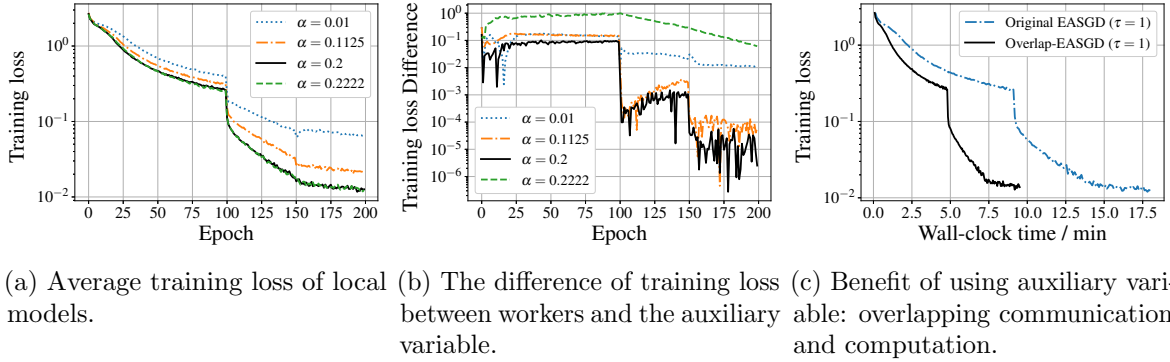 10⁰
10⁻¹
10⁻²
Training loss
0
25
50
75
100
125
150
175
200
Epoch
α = 0.01
α = 0.1125
α = 0.2
α = 0.2222
10⁰
10⁻¹
10⁻²
10⁻³
10⁻⁴
10⁻⁵
10⁻⁶
Training loss Difference
0
25
50
75
100
125
150
175
200
Epoch
α = 0.01
α = 0.1125
α = 0.2
α = 0.2222
10⁰
10⁻¹
10⁻²
Training loss
0.0
2.5
5.0
7.5
10.0
12.5
15.0
17.5
Wall-clock time / min
Original EASGD (τ = 1)
Overlap-EASGD (τ = 1)
(a) Average training loss of local
models.
(b) The difference of training loss
between workers and the auxiliary
variable.
(c) Benefit of using auxiliary vari-
able: overlapping communication
and computation.